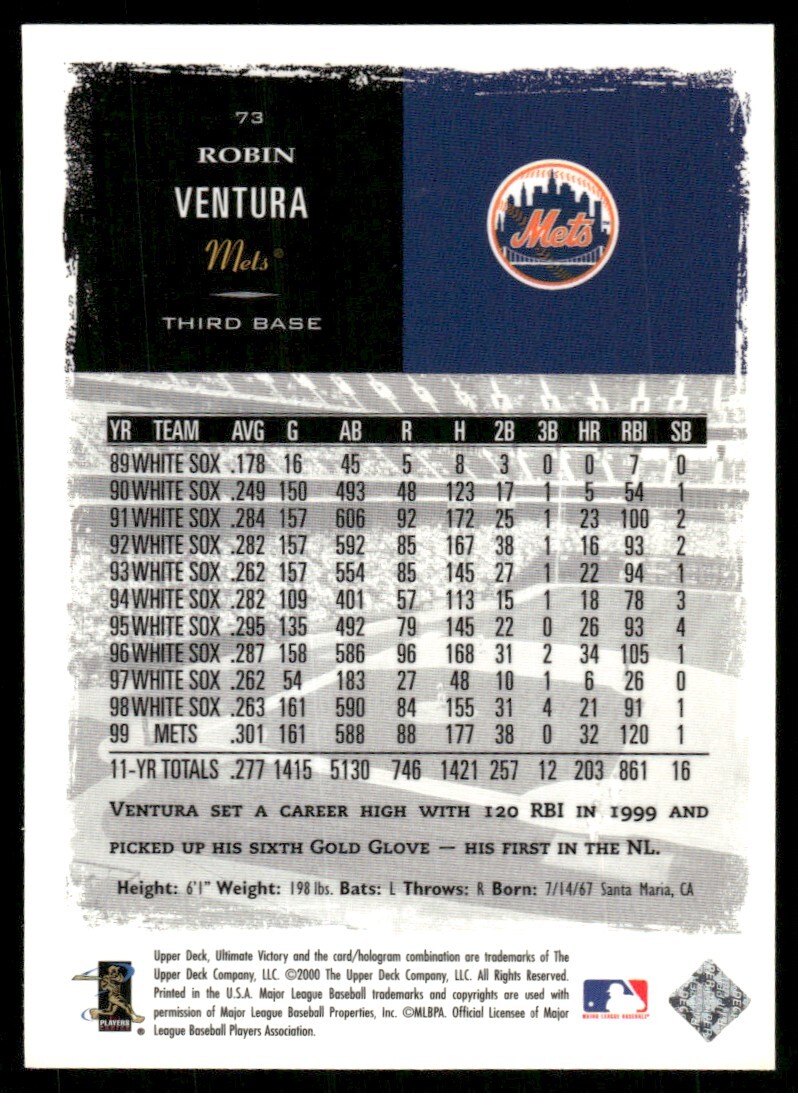 73
ROBIN
VENTURA
Mets®
THIRD BASE
Mets
YR TEAM AVG G AB R H 2B 3B HR RBI SB
89 WHITE SOX .178 16 45 5 8 3 0 0 7 0
90 WHITE SOX .249 150 493 48 123 17 1 5 54 1
91 WHITE SOX .284 157 606 92 172 25 1 23 100 2
92 WHITE SOX .282 157 592 85 167 38 1 16 93 2
93 WHITE SOX .262 157 554 85 145 27 1 22 94 1
94 WHITE SOX .282 109 401 57 113 15 1 18 78 3
95 WHITE SOX .295 135 492 79 145 22 0 26 93 4
96 WHITE SOX .287 158 586 96 168 31 2 34 105 1
97 WHITE SOX .262 54 183 27 48 10 1 6 26 0
98 WHITE SOX .263 161 590 84 155 31 4 21 91 1
99 METS .301 161 588 88 177 38 0 32 120 1
11-YR TOTALS .277 1415 5130 746 1421 257 12 203 861 16
VENTURA SET A CAREER HIGH WITH 120 RBI IN 1999 AND
PICKED UP HIS SIXTH GOLD GLOVE – HIS FIRST IN THE NL.
Height: 6'1" Weight: 198 lbs. Bats: L Throws: R Born: 7/14/67 Santa Maria, CA
Upper Deck, Ultimate Victory and the card/hologram combination are trademarks of The
Upper Deck Company, LLC. ©2000 The Upper Deck Company, LLC. All Rights Reserved.
Printed in the U.S.A. Major League Baseball trademarks and copyrights are used with
permission of Major League Baseball Properties, Inc. ©MLBPA. Official Licensee of Major
League Baseball Players Association.
PLAYERS
MAJOR LEAGUE BASEBALL®